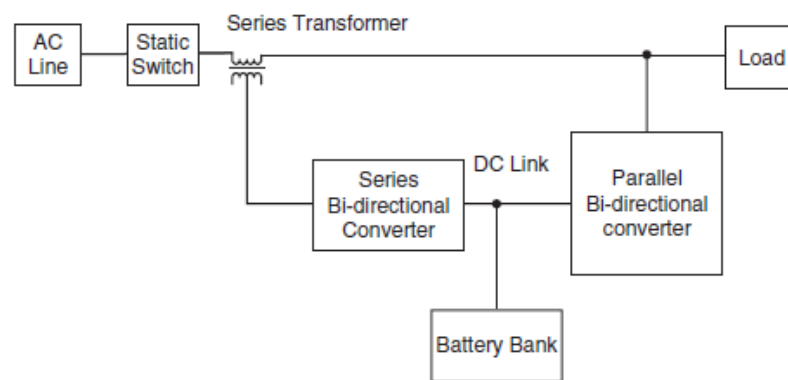 Series Transformer
AC
Line
Static
Switch
Load
DC Link
Series
Bi-directional
Converter
Parallel
Bi-directional
converter
Battery Bank